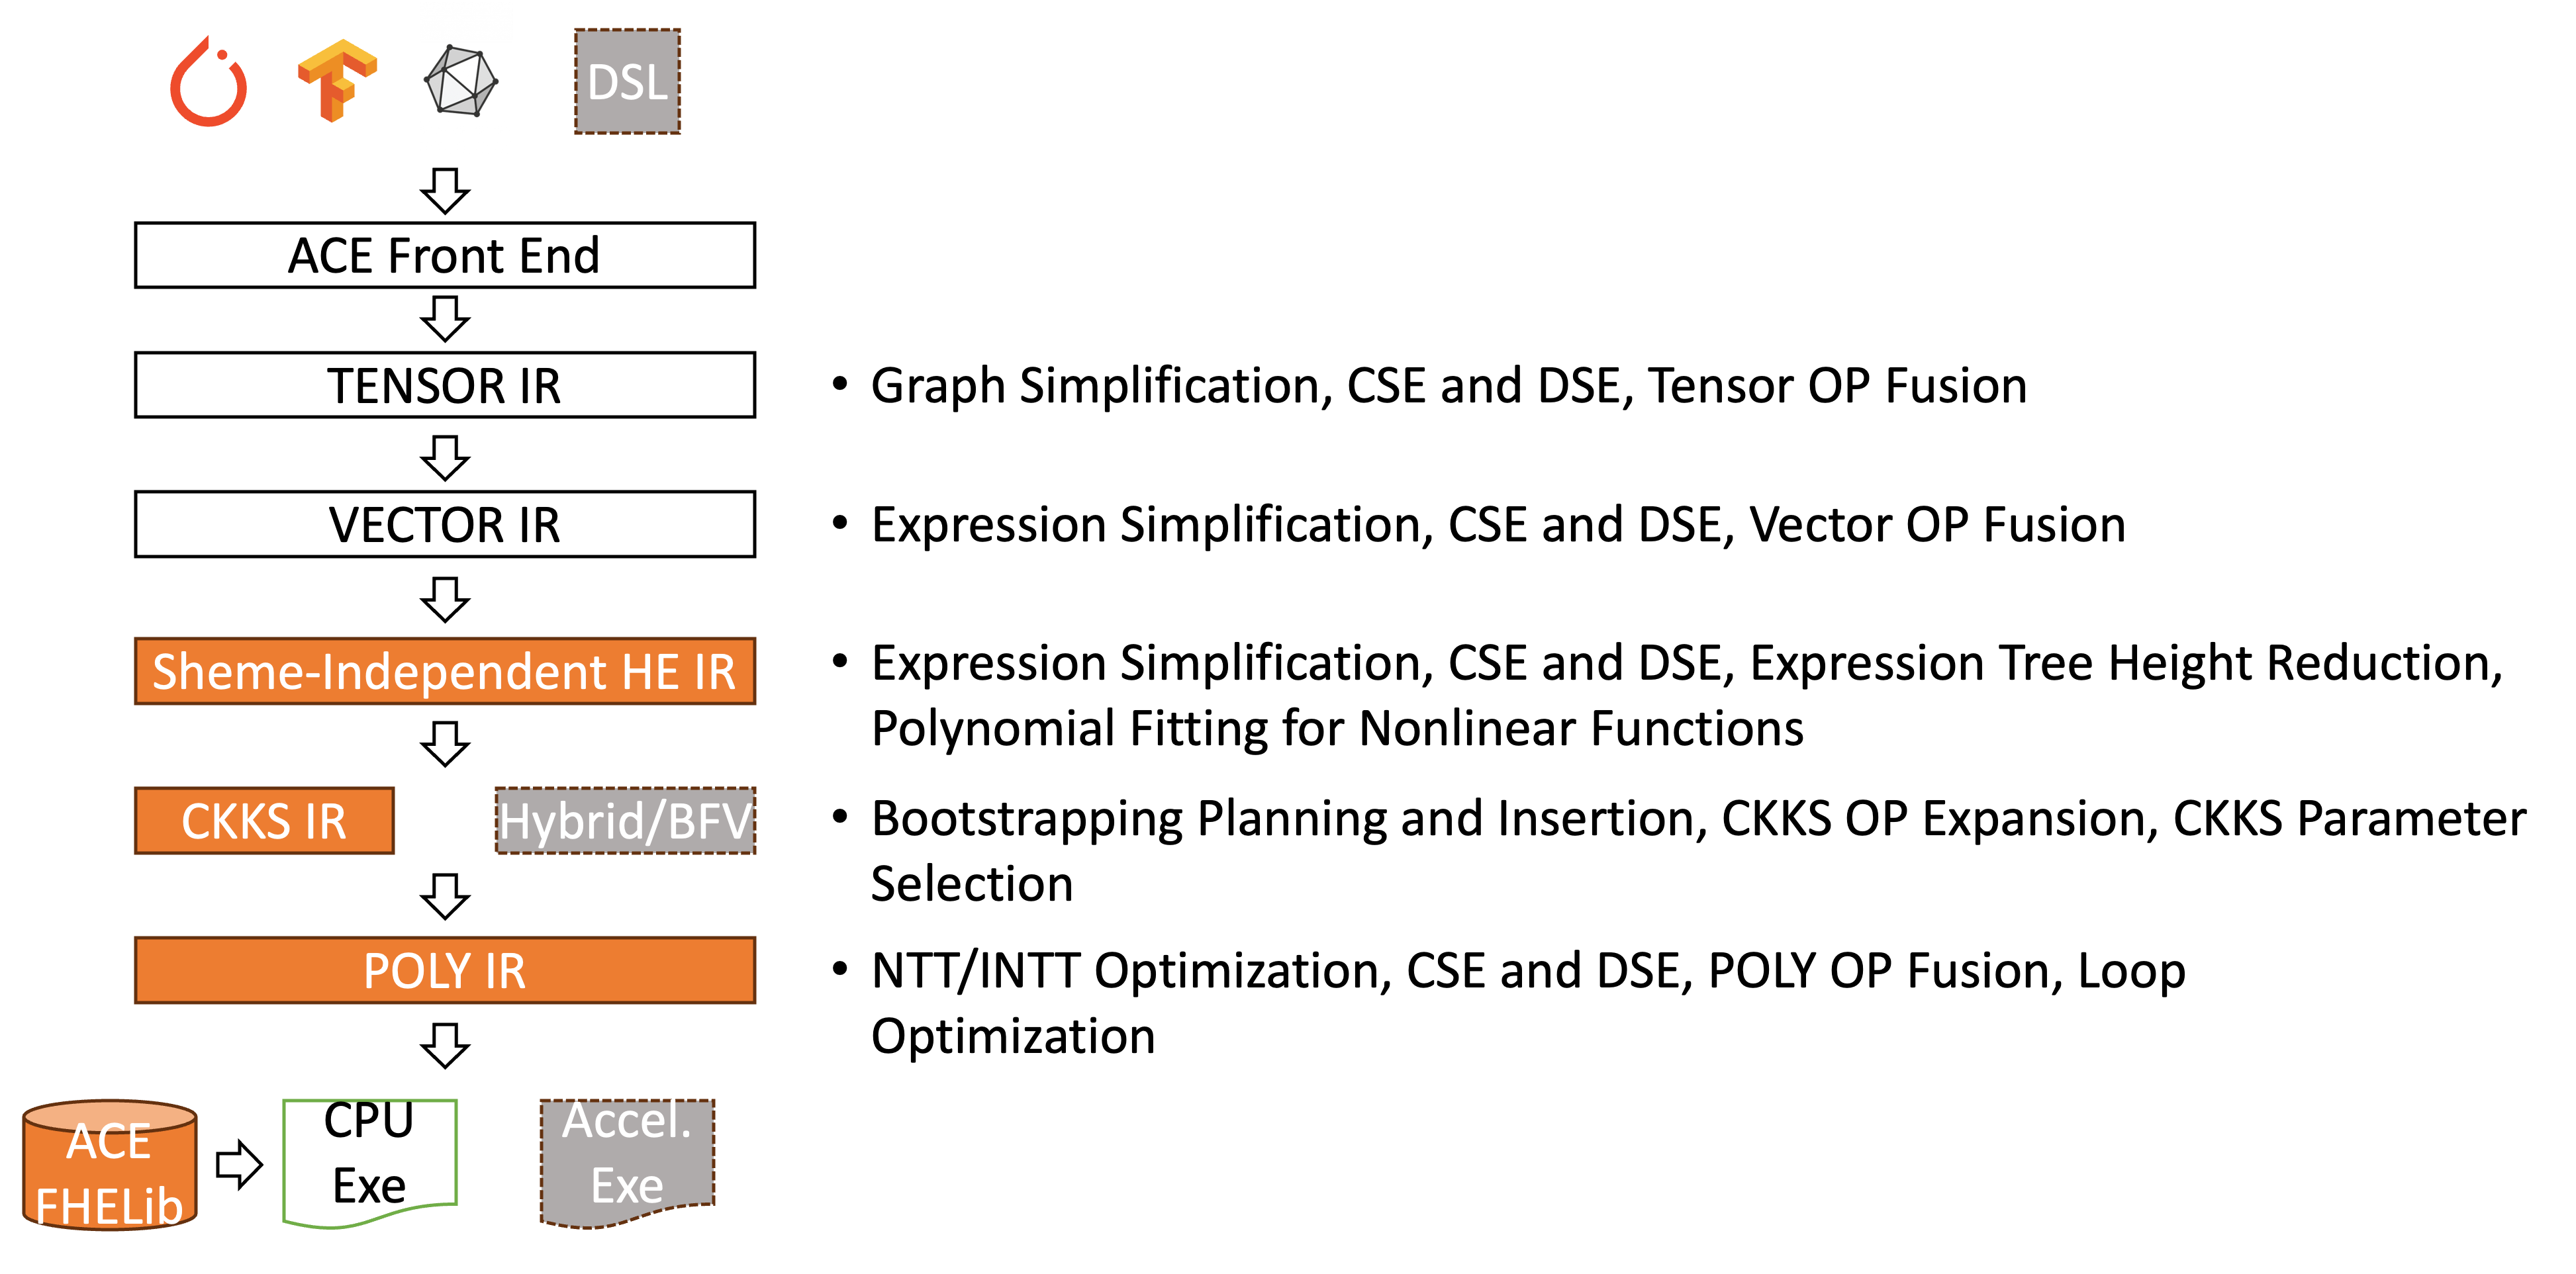 DSL
ACE Front End
TENSOR IR
• Graph Simplification, CSE and DSE, Tensor OP Fusion
VECTOR IR
• Expression Simplification, CSE and DSE, Vector OP Fusion
Sheme-Independent HE IR
• Expression Simplification, CSE and DSE, Expression Tree Height Reduction,
Polynomial Fitting for Nonlinear Functions
CKKS IR
Hybrid/BFV
• Bootstrapping Planning and Insertion, CKKS OP Expansion, CKKS Parameter
Selection
POLY IR
• NTT/INTT Optimization, CSE and DSE, POLY OP Fusion, Loop
Optimization
ACE
FHELib
CPU
Exe
Accel.
Exe